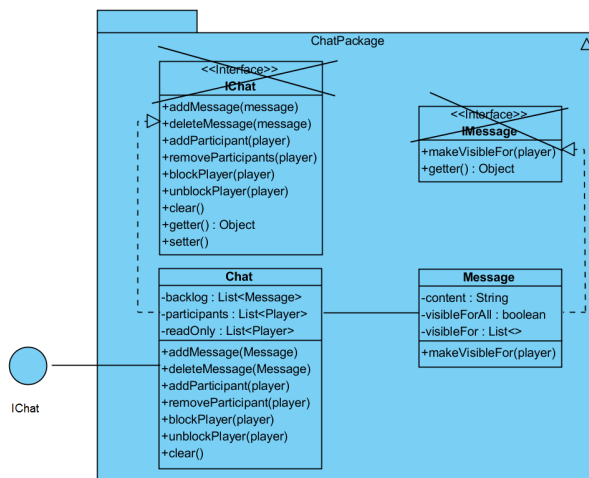 ChatPackage
<<Interface>>
IChat
+addMessage(message)
+deleteMessage(message)
+addParticipant(player)
+removeParticipants(player)
+blockPlayer(player)
+unblockPlayer(player)
+clear()
+getter() : Object
+setter()
<<Interface>>
IMessage
+makeVisibleFor(player)
+getter() : Object
Chat
-backlog : List<Message>
-participants : List<Player>
-readOnly : List<Player>
+addMessage(Message)
+deleteMessage(Message)
+addParticipant(player)
+removeParticipant(player)
+blockPlayer(player)
+unblockPlayer(player)
+clear()
Message
-content : String
-visibleForAll : boolean
-visibleFor : List<>
+makeVisibleFor(player)
IChat